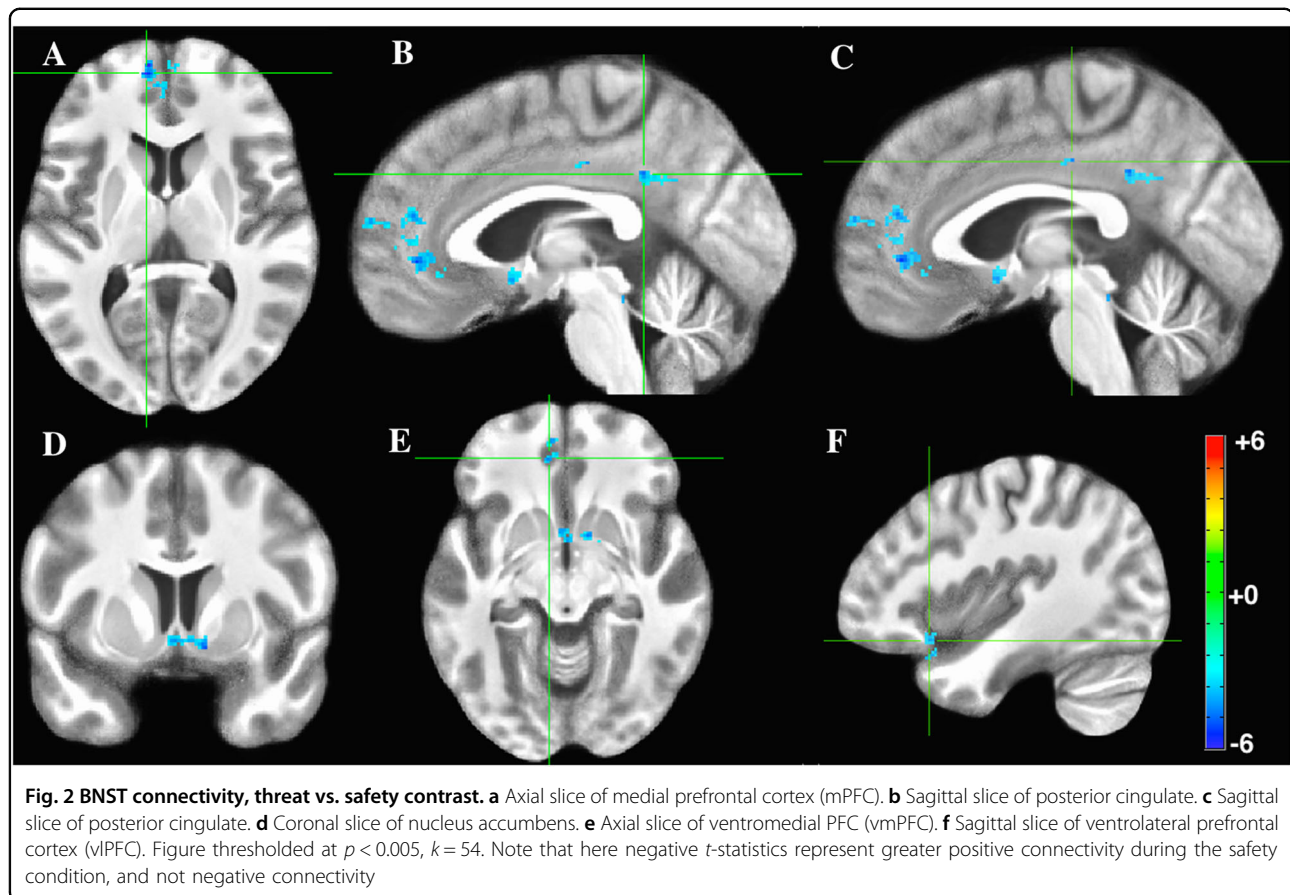 A
B
C
D
E
F
+6
+0
-6
Fig. 2 BNST connectivity, threat vs. safety contrast. a Axial slice of medial prefrontal cortex (mPFC). b Sagittal slice of posterior cingulate. c Sagittal
slice of posterior cingulate. d Coronal slice of nucleus accumbens. e Axial slice of ventromedial PFC (vmPFC). f Sagittal slice of ventrolateral prefrontal
cortex (vlPFC). Figure thresholded at p < 0.005, k = 54. Note that here negative t-statistics represent greater positive connectivity during the safety
condition, and not negative connectivity